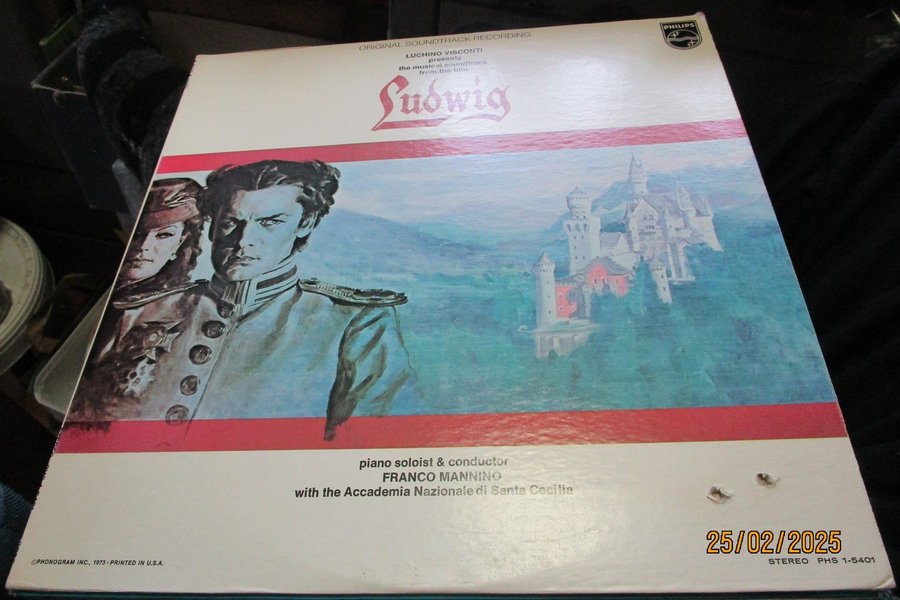 ORIGINAL SOUNDTRACK RECORDING
PHILIPS
LUCHINO VISCONTI
presents
the musical soundtrack
from the film
Ludwig
piano soloist & conductor
FRANCO MANNINO
with the Accademia Nazionale di Santa Cecilia
25/02/2025
©PHONOGRAM INC., 1973 • PRINTED IN U.S.A.
STEREO PHS 1-5401